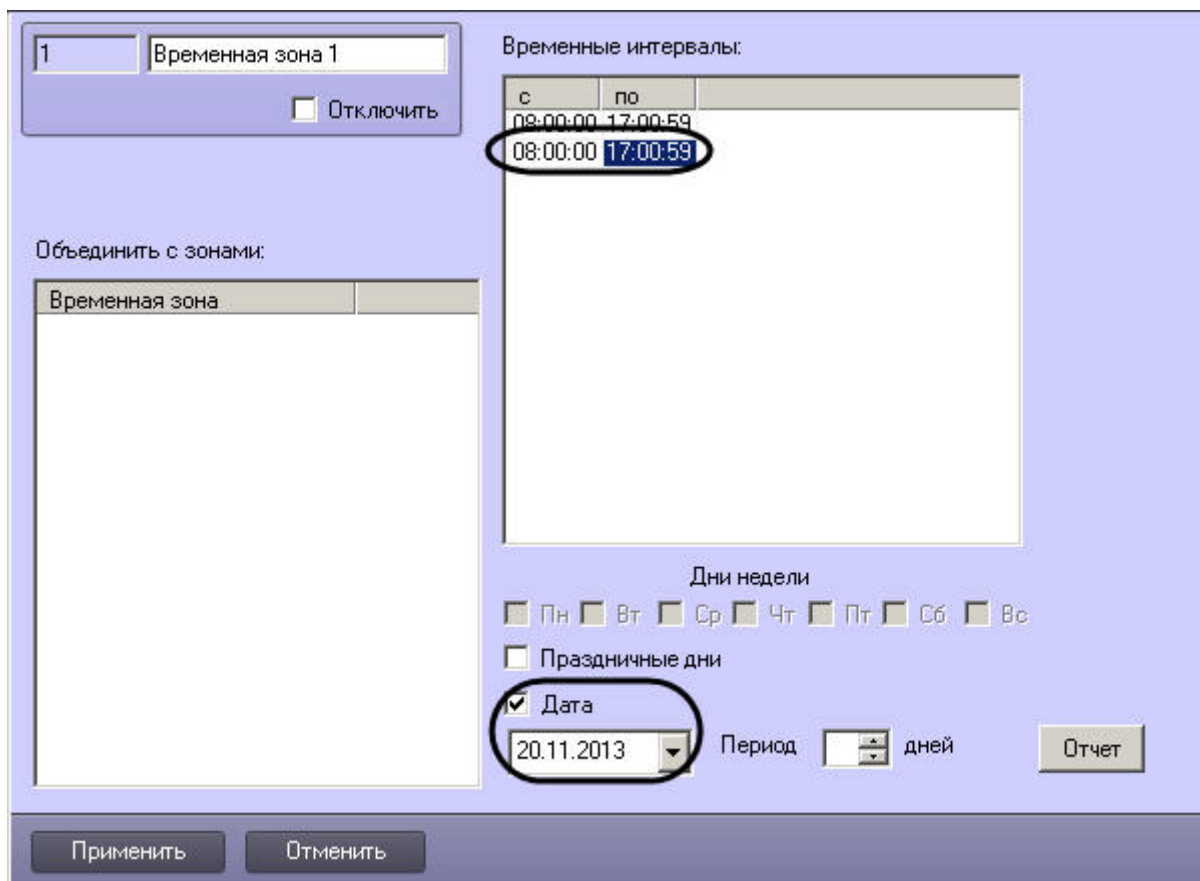 1
Временная зона 1
Отключить
Объединить с зонами:
Временная зона
Временные интервалы:
с по
08:00:00 17:00:59
08:00:00 17:00:59
Дни недели
Пн Вт Ср Чт Пт Сб Вс
Праздничные дни
Дата
20.11.2013 Период дней Отчет
Применить Отменить